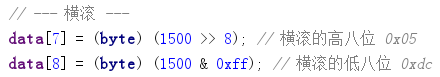 // --- 横滚 ---
data[7] = (byte) (1500 >> 8); // 横滚的高八位 0x05
data[8] = (byte) (1500 & 0xff); // 横滚的低八位 0xdc